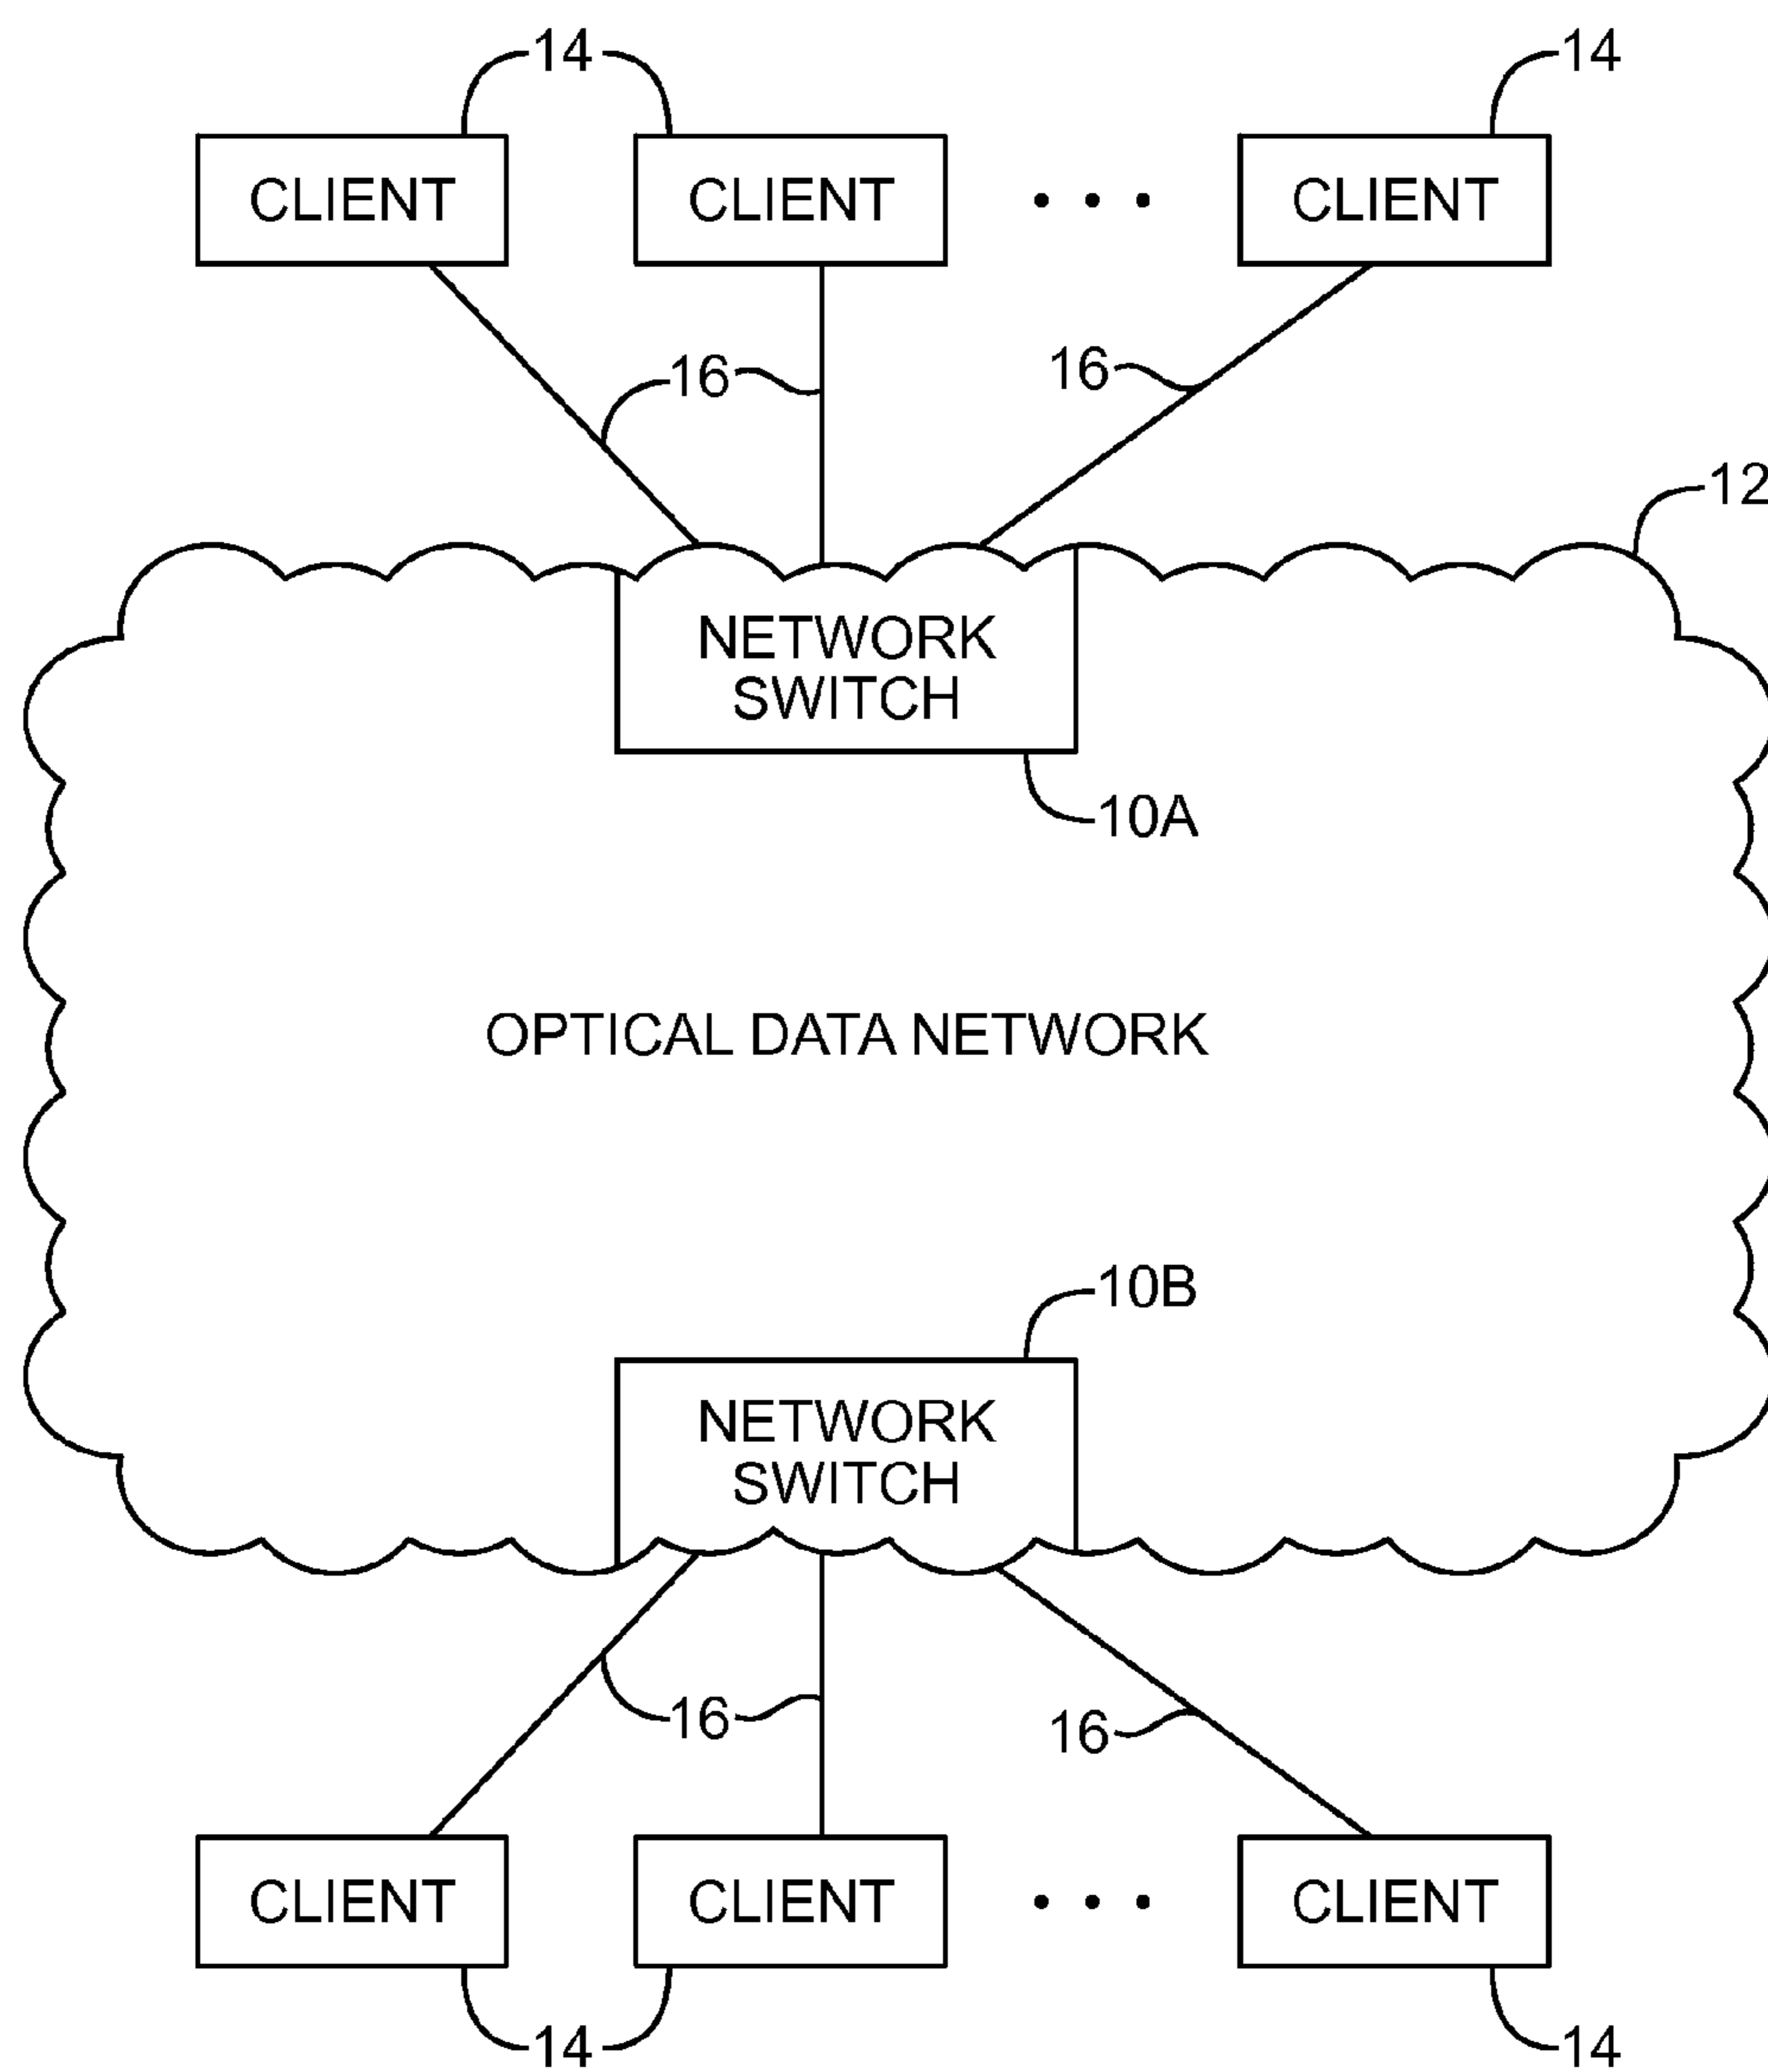 14 14
CLIENT CLIENT • • • CLIENT
16 16
12
NETWORK
SWITCH
10A
OPTICAL DATA NETWORK
10B
NETWORK
SWITCH
16 16
CLIENT CLIENT • • • CLIENT
14 14